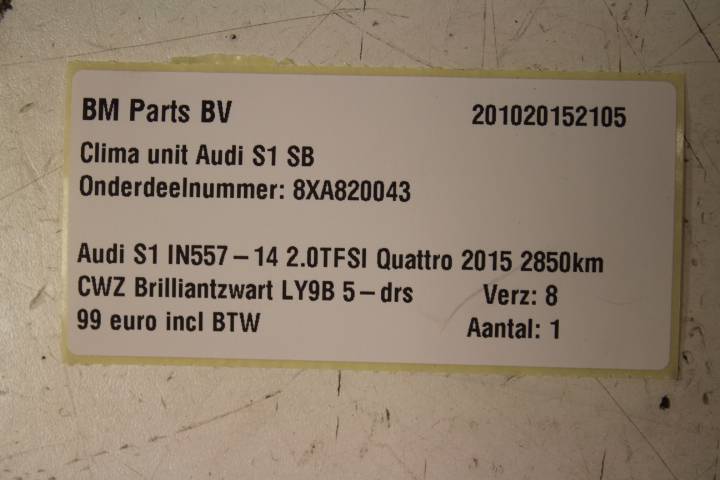 BM Parts BV 201020152105
Clima unit Audi S1 SB
Onderdeelnummer: 8XA820043
Audi S1 IN557-14 2.0TFSI Quattro 2015 2850km
CWZ Brilliantzwart LY9B 5-drs Verz: 8
99 euro incl BTW Aantal: 1